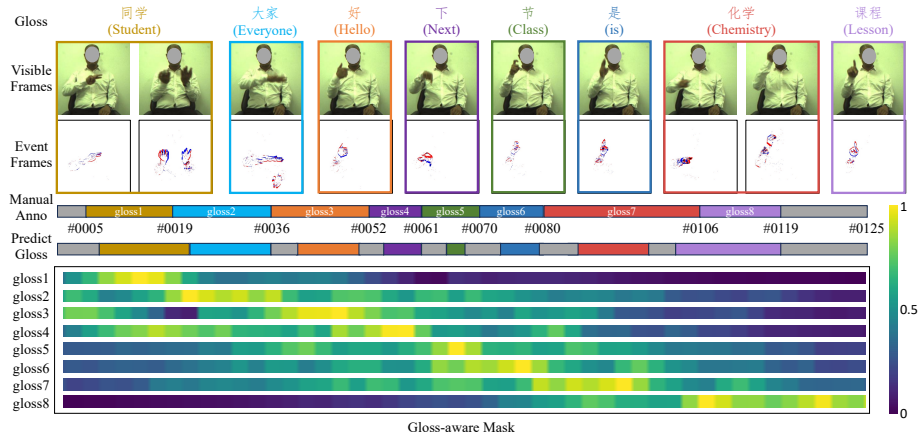 Gloss
同学 大家 好 下 节 是 化学 课程
(Student) (Everyone) (Hello) (Next) (Class) (is) (Chemistry) (Lesson)
Visible
Frames
Event
Frames
Manual
Anno
gloss1 gloss2 gloss3 gloss4 gloss5 gloss6 gloss7 gloss8
#0005 #0019 #0036 #0052 #0061 #0070 #0080 #0106 #0119 #0125
Predict
Gloss
gloss1
gloss2
gloss3
gloss4
gloss5
gloss6
gloss7
gloss8
1
0.5
0
Gloss-aware Mask